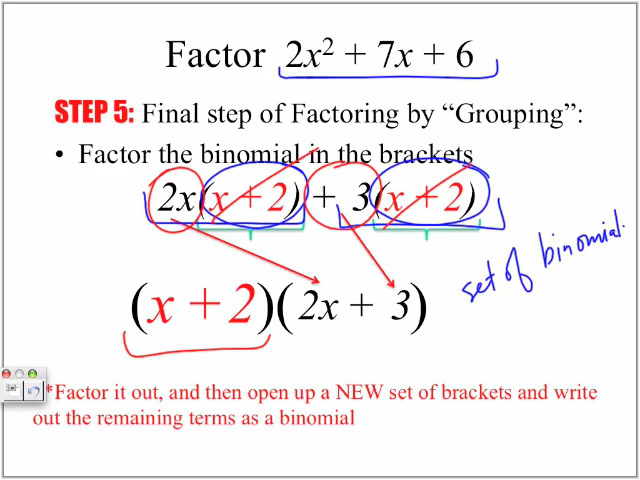 Factor 2x² + 7x + 6
STEP 5: Final step of Factoring by “Grouping”:
• Factor the binomial in the brackets
2x(x + 2) + 3(x + 2)
set of binomial.
(x + 2)(2x + 3)
*Factor it out, and then open up a NEW set of brackets and write
out the remaining terms as a binomial